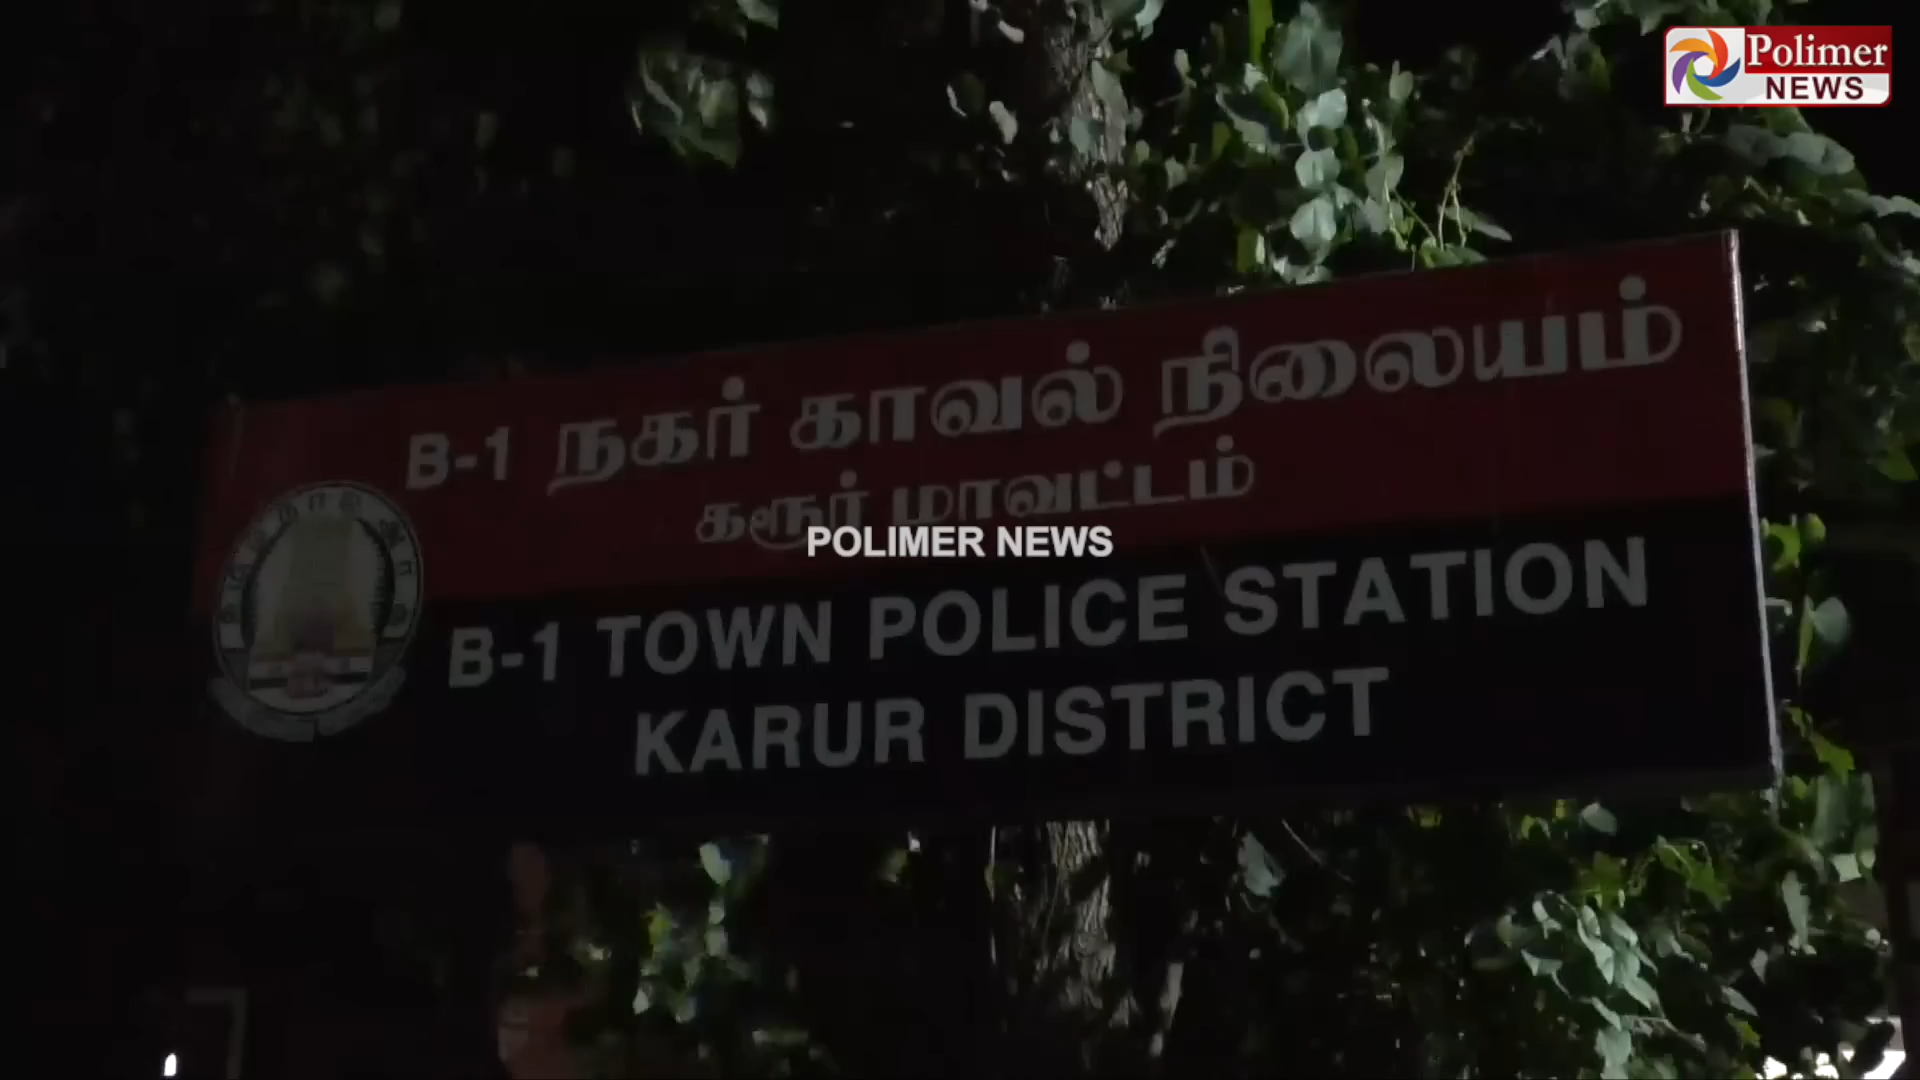 Polimer
NEWS
B-1 நகர் காவல் நிலையம்
கரூர் மாவட்டம்
POLIMER NEWS
B-1 TOWN POLICE STATION
KARUR DISTRICT